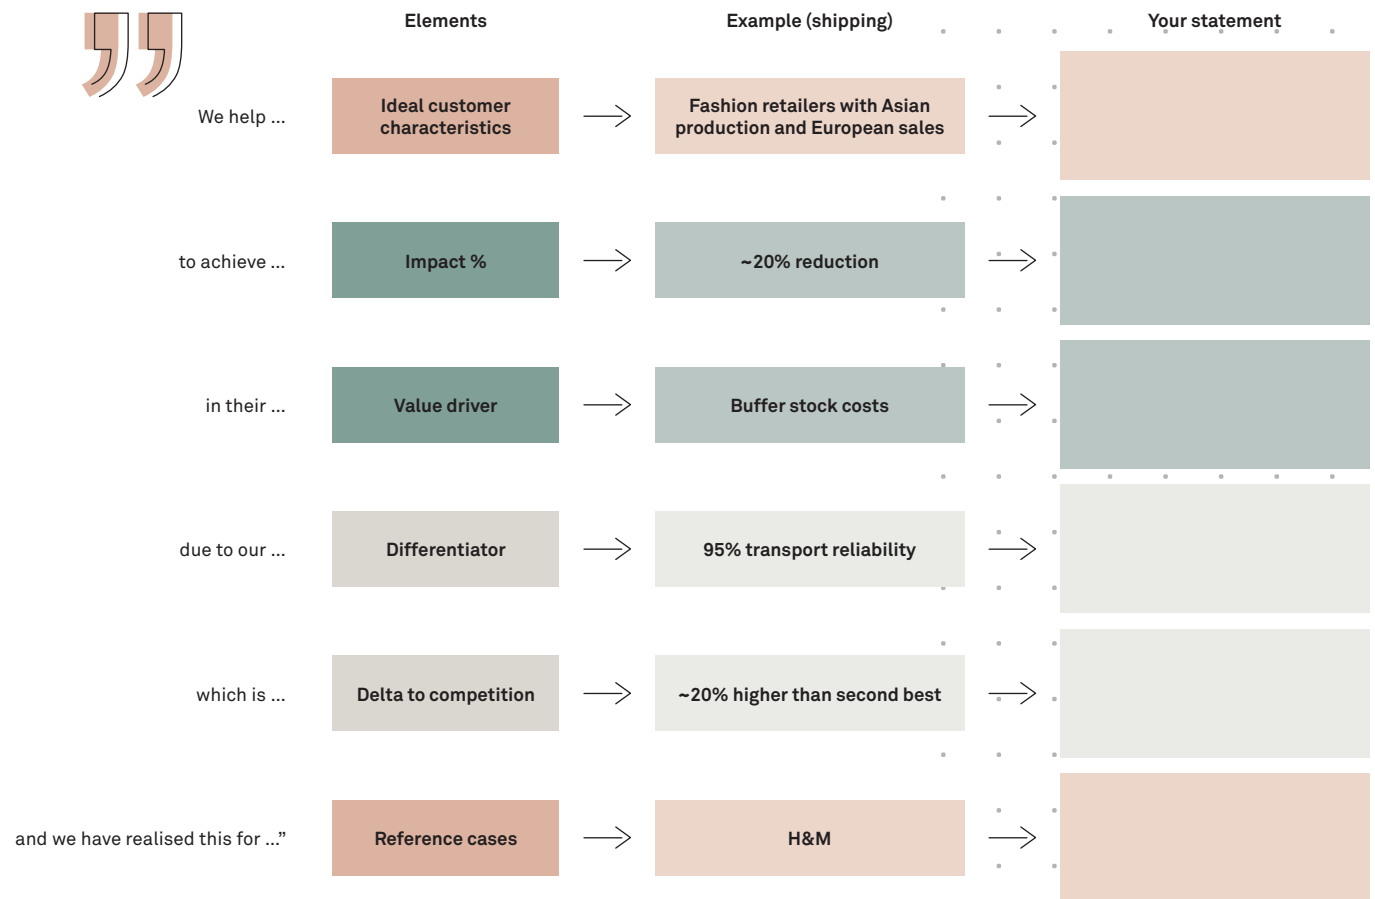 Elements
Example (shipping)
Your statement
We help ...
Ideal customer
characteristics
Fashion retailers with Asian
production and European sales
to achieve ...
Impact %
~20% reduction
in their ...
Value driver
Buffer stock costs
due to our ...
Differentiator
95% transport reliability
which is ...
Delta to competition
~20% higher than second best
and we have realised this for ...”
Reference cases
H&M